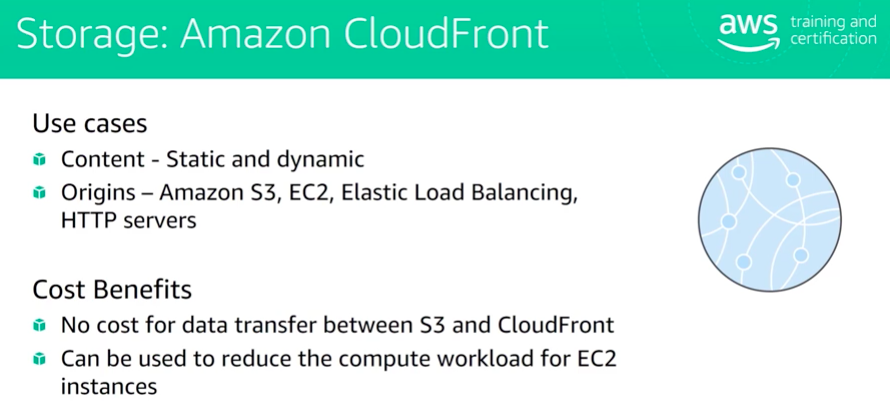 Storage: Amazon CloudFront
aws training and
certification
Use cases
Content - Static and dynamic
Origins – Amazon S3, EC2, Elastic Load Balancing,
HTTP servers
Cost Benefits
No cost for data transfer between S3 and CloudFront
Can be used to reduce the compute workload for EC2
instances